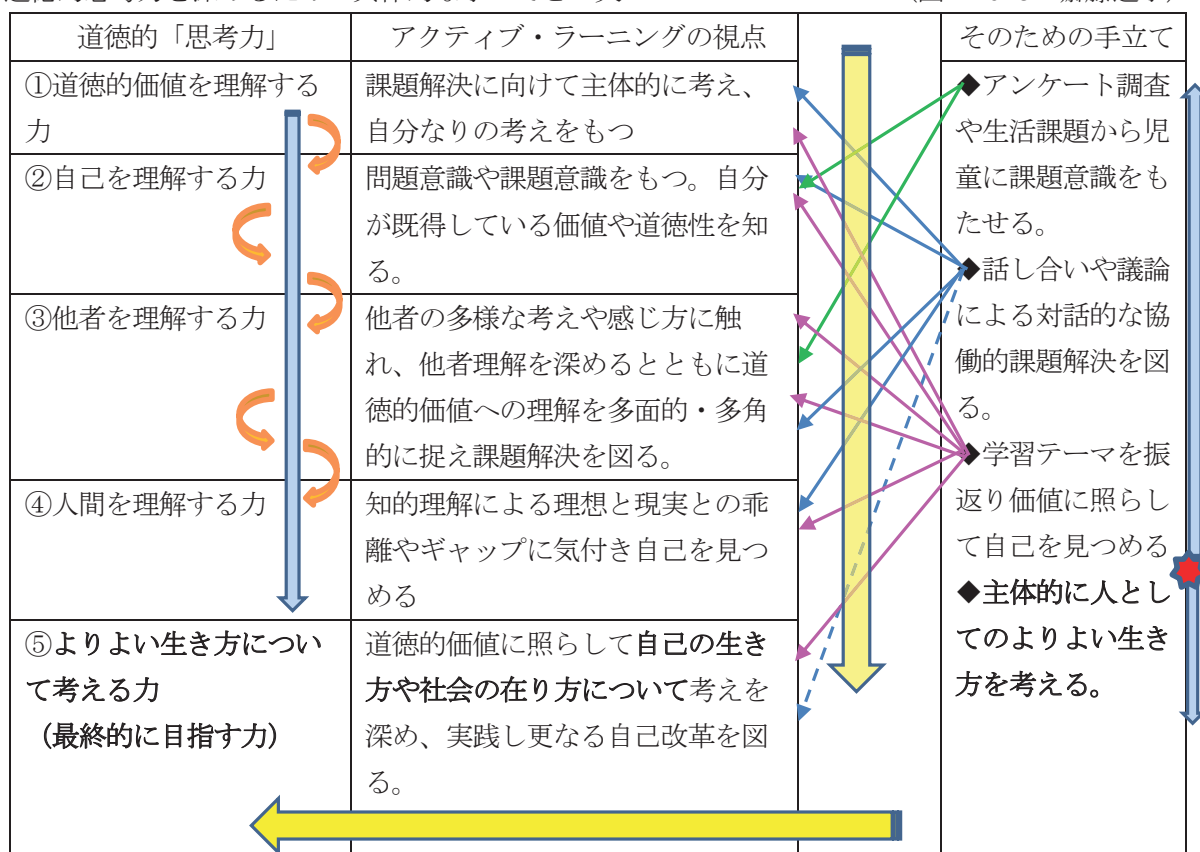 道徳的「思考力」
アクティブ・ラーニングの視点
そのための手立て
①道徳的価値を理解する
力
課題解決に向けて主体的に考え、
自分なりの考えをもつ
②自己を理解する力
問題意識や課題意識をもつ。自分
が既得している価値や道徳性を知
る。
③他者を理解する力
他者の多様な考えや感じ方に触
れ、他者理解を深めるとともに道
徳的価値への理解を多面的・多角
的に捉え課題解決を図る。
④人間を理解する力
知的理解による理想と現実との乖
離やギャップに気付き自己を見つ
める
⑤よりよい生き方につい
て考える力
(最終的に目指す力)
道徳的価値に照らして自己の生き
方や社会の在り方について考えを
深め、実践し更なる自己改革を図
る。
◆アンケート調査
や生活課題から児
童に課題意識をも
たせる。
◆話し合いや議論
による対話的な協
働的課題解決を図
る。
◆学習テーマを振
返り価値に照らし
て自己を見つめる
◆主体的に人とし
てのよりよい生き
方を考える。